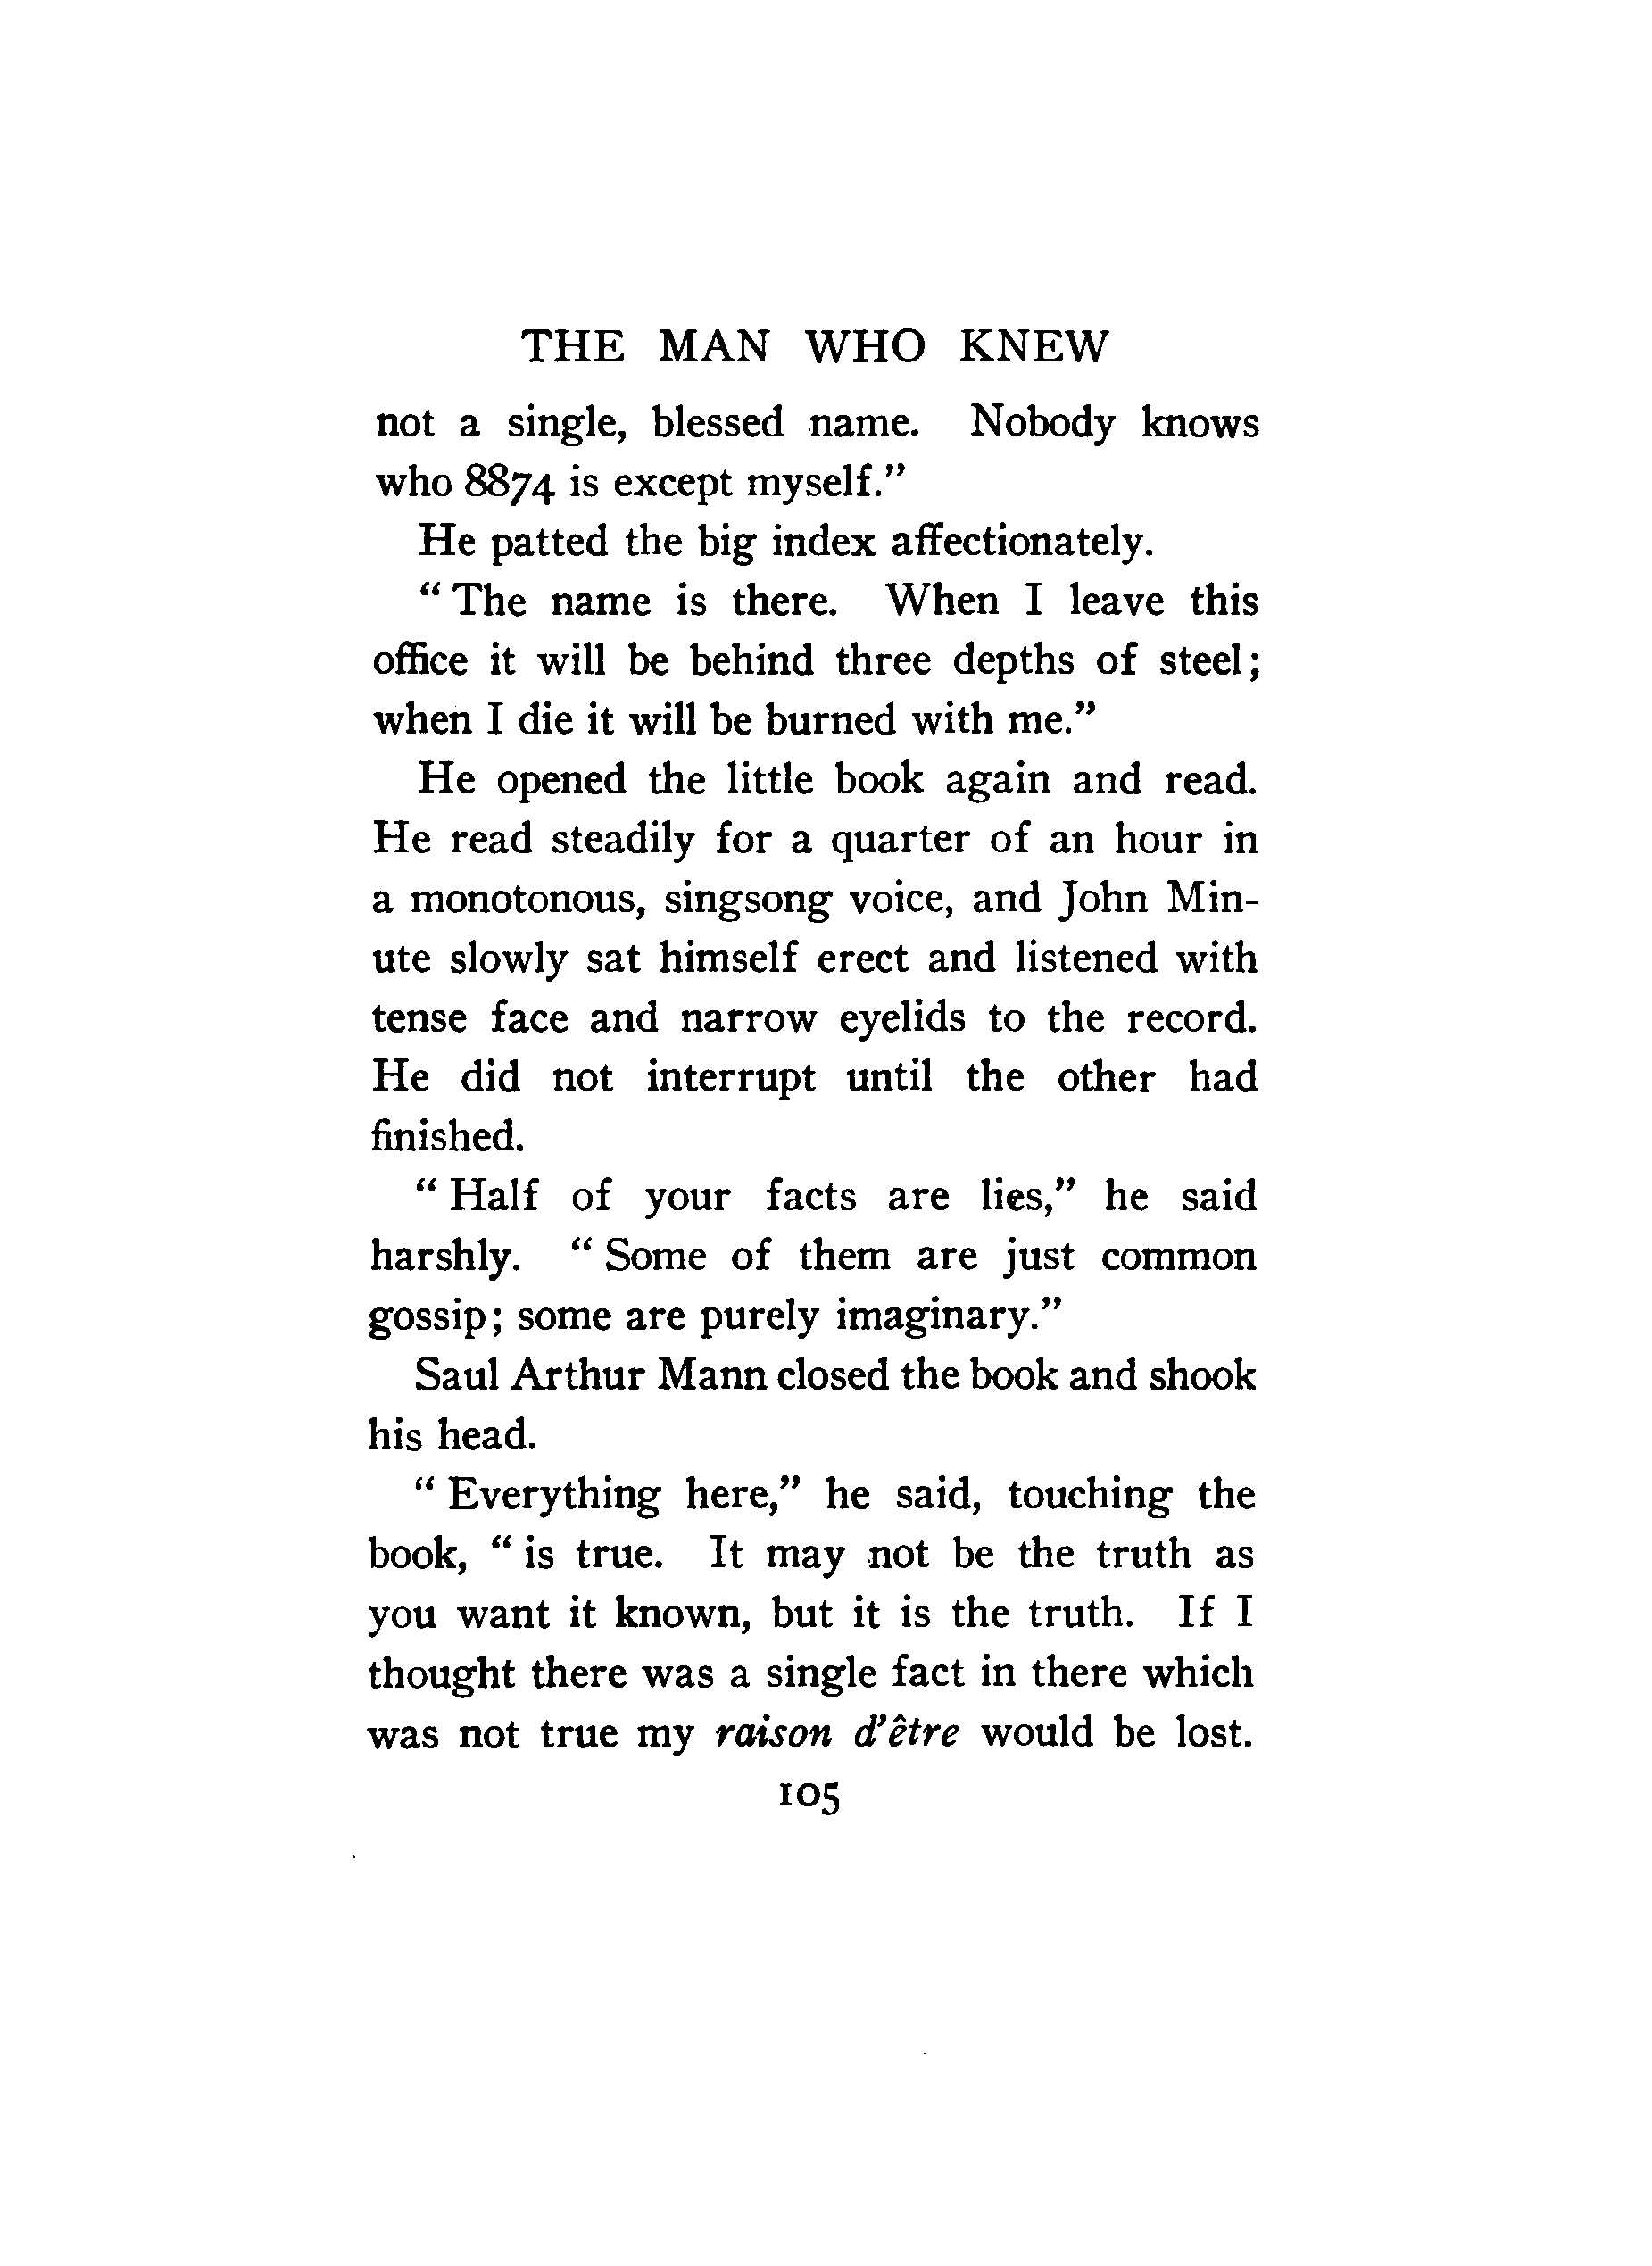 THE MAN WHO KNEW
not a single, blessed name. Nobody knows
who 8874 is except myself.”
He patted the big index affectionately.
“ The name is there. When I leave this
office it will be behind three depths of steel;
when I die it will be burned with me.”
He opened the little book again and read.
He read steadily for a quarter of an hour in
a monotonous, singsong voice, and John Min-
ute slowly sat himself erect and listened with
tense face and narrow eyelids to the record.
He did not interrupt until the other had
finished.
“ Half of your facts are lies,” he said
harshly. “ Some of them are just common
gossip; some are purely imaginary.”
Saul Arthur Mann closed the book and shook
his head.
“ Everything here,” he said, touching the
book, “ is true. It may not be the truth as
you want it known, but it is the truth. If I
thought there was a single fact in there which
was not true my raison d’être would be lost.
105